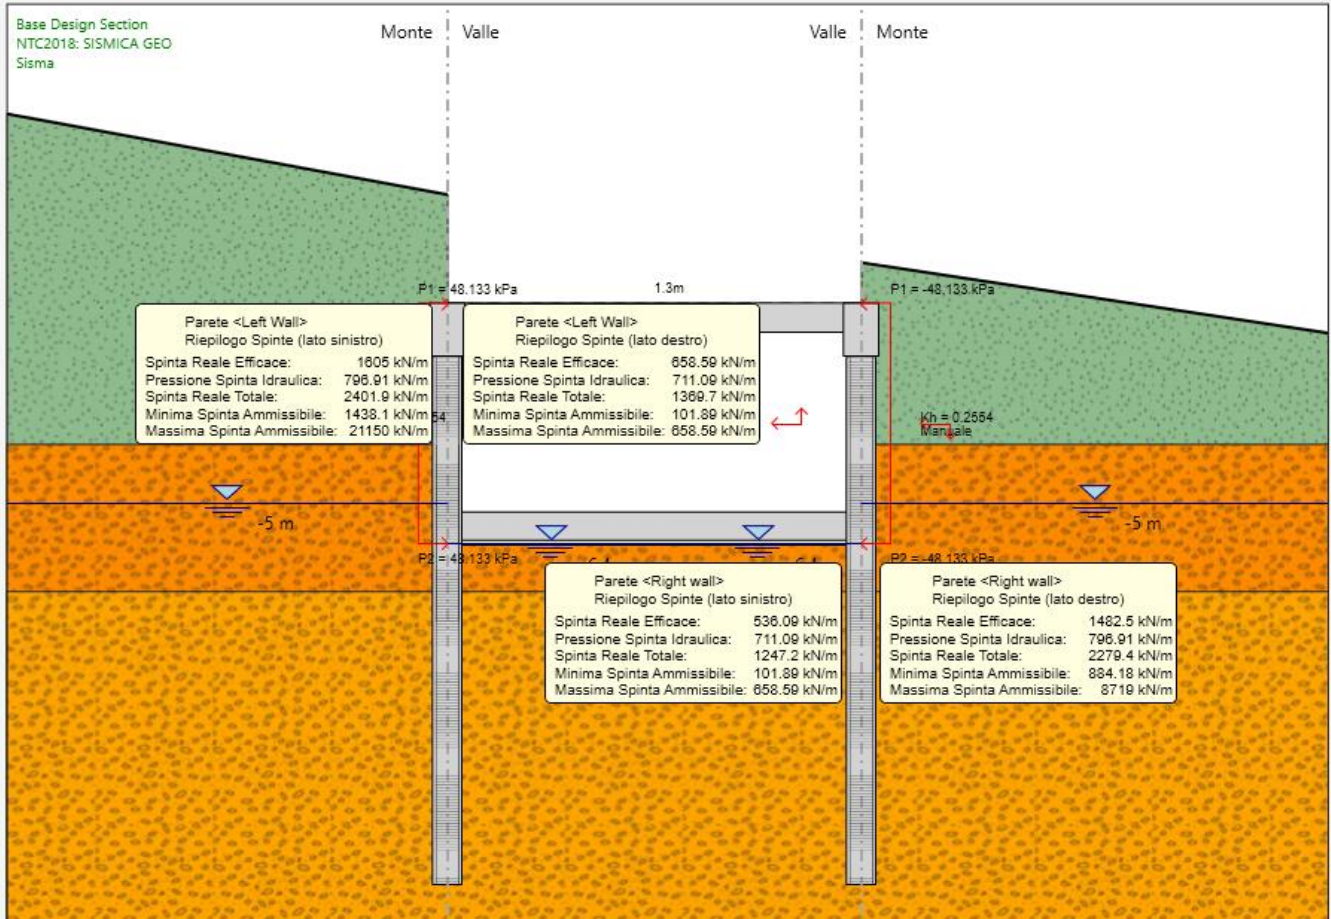 Base Design Section
NTC2018: SISMICA GEO
Sisma
Monte Valle
Valle Monte
P1 = 48.133 kPa
1.3m
P1 = -48.133 kPa
Parete <Left Wall>
Riepilogo Spinte (lato sinistro)
Spinta Reale Efficace: 1605 kN/m
Pressione Spinta Idraulica: 796.91 kN/m
Spinta Reale Totale: 2401.9 kN/m
Minima Spinta Ammissibile: 1438.1 kN/m
Massima Spinta Ammissibile: 21150 kN/m
Parete <Left Wall>
Riepilogo Spinte (lato destro)
Spinta Reale Efficace: 658.59 kN/m
Pressione Spinta Idraulica: 711.09 kN/m
Spinta Reale Totale: 1369.7 kN/m
Minima Spinta Ammissibile: 101.89 kN/m
Massima Spinta Ammissibile: 658.59 kN/m
Kh = 0.2554
Manuale
-5 m
-5 m
P2 = 48.133 kPa
P2 = -48.133 kPa
Parete <Right wall>
Riepilogo Spinte (lato sinistro)
Spinta Reale Efficace: 536.09 kN/m
Pressione Spinta Idraulica: 711.09 kN/m
Spinta Reale Totale: 1247.2 kN/m
Minima Spinta Ammissibile: 101.89 kN/m
Massima Spinta Ammissibile: 658.59 kN/m
Parete <Right wall>
Riepilogo Spinte (lato destro)
Spinta Reale Efficace: 1482.5 kN/m
Pressione Spinta Idraulica: 796.91 kN/m
Spinta Reale Totale: 2279.4 kN/m
Minima Spinta Ammissibile: 884.18 kN/m
Massima Spinta Ammissibile: 8719 kN/m